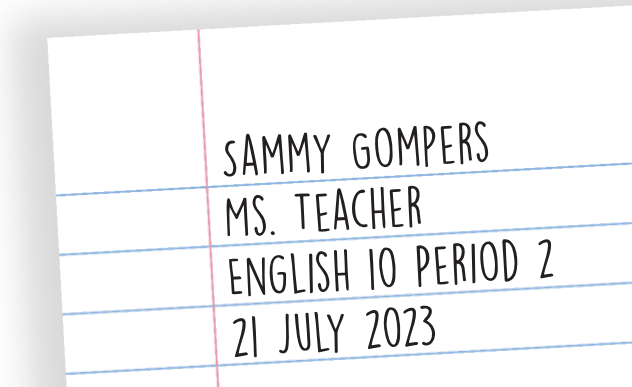 SAMMY GOMPERS
MS. TEACHER
ENGLISH 10 PERIOD 2
21 JULY 2023